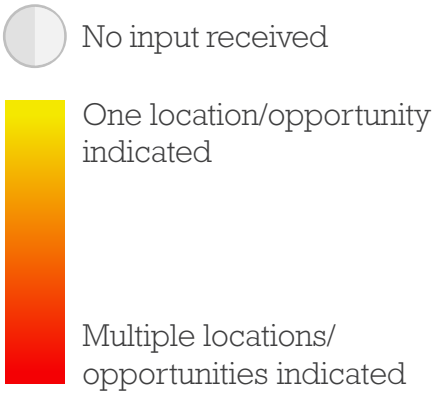 No input received
One location/opportunity
indicated
Multiple locations/
opportunities indicated